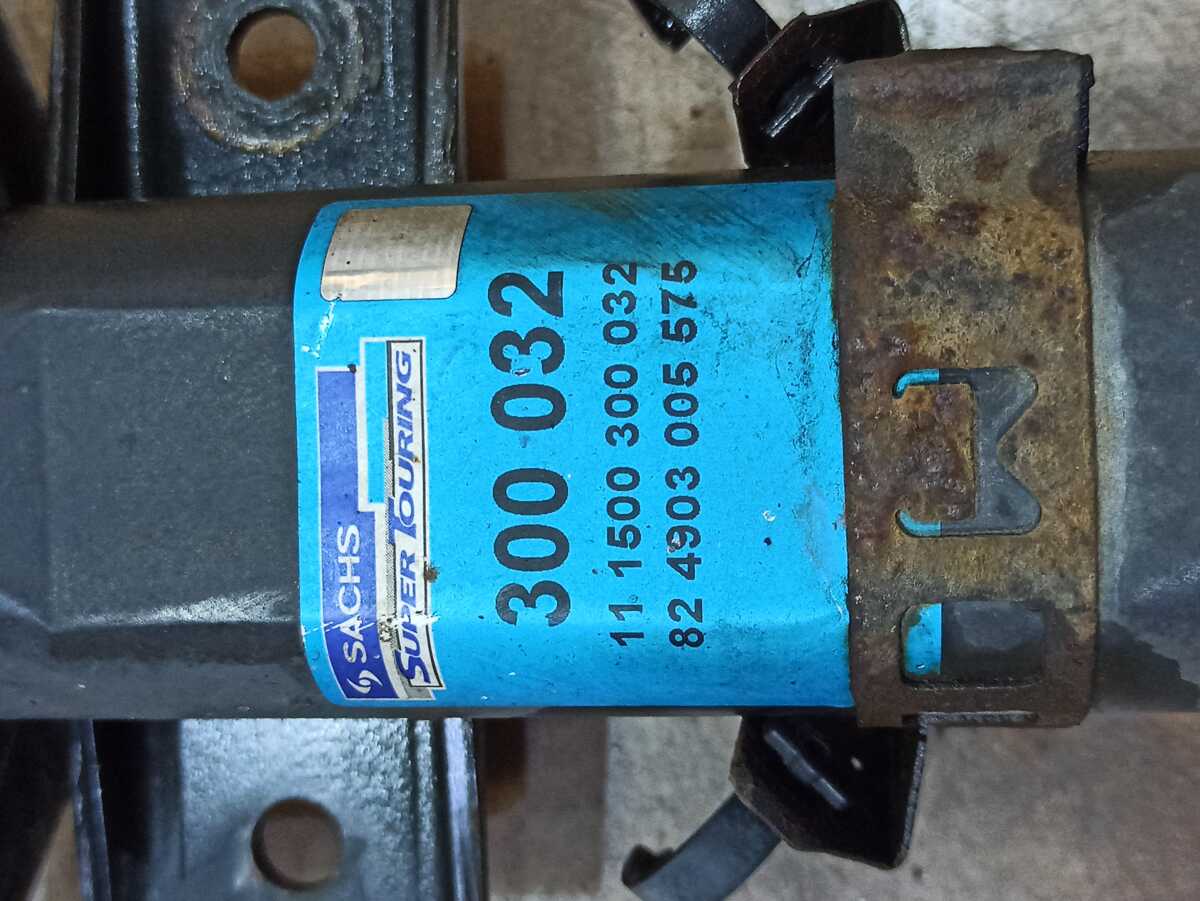 SACHS
SUPER TOURING
300 032
11 1500 300 032
82 4903 005 575